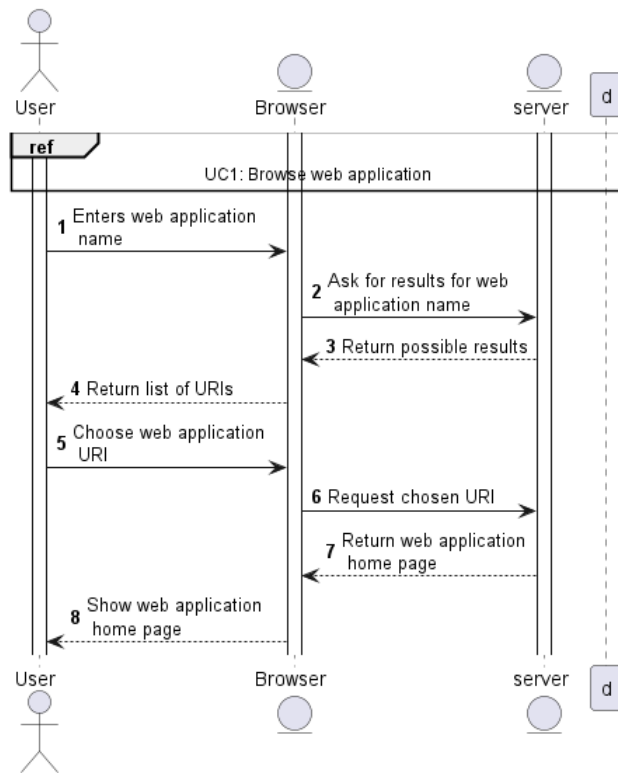 User
Browser
server
d
ref
UC1: Browse web application
1 Enters web application
name
2 Ask for results for web
application name
3 Return possible results
4 Return list of URIs
5 Choose web application
URI
6 Request chosen URI
7 Return web application
home page
8 Show web application
home page
User
Browser
server
d